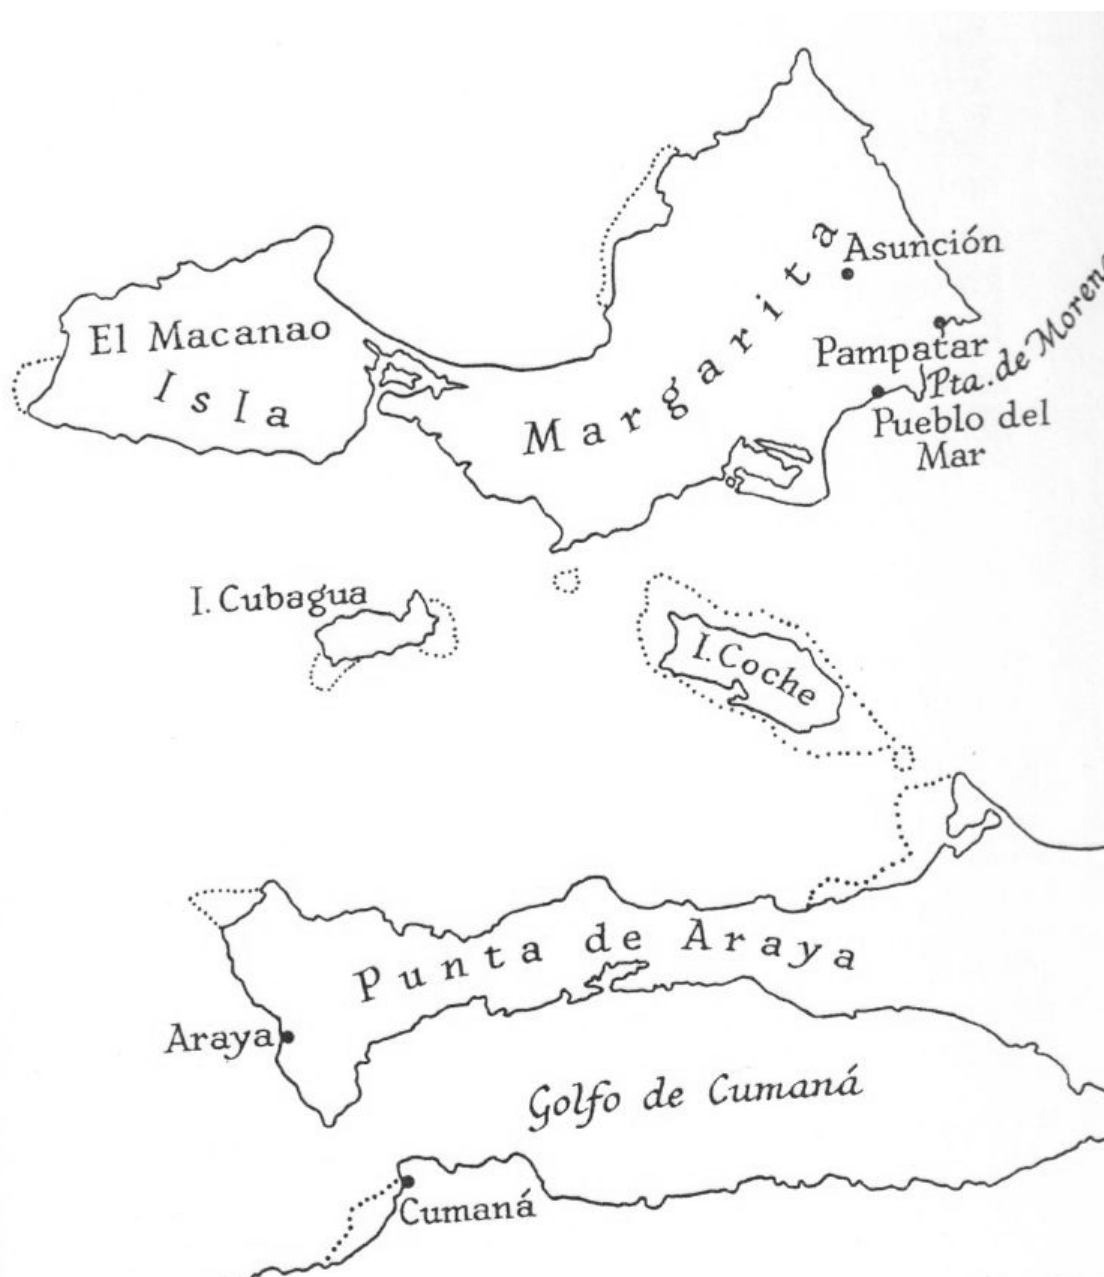 Asunción
El Macanao
Isla
Margarita
Pampatar
Pta. de Moreno
Pueblo del
Mar
I. Cubagua
I. Coche
Punta de Araya
Araya
Golfo de Cumaná
Cumaná